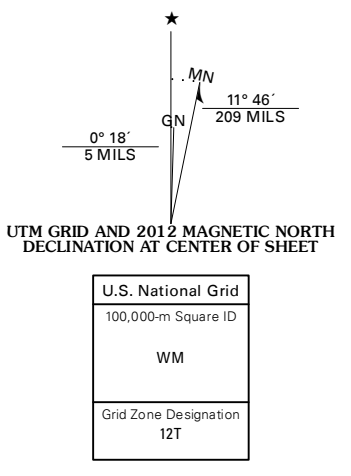 ★
MN
11° 46´
209 MILS
GN
0° 18´
5 MILS
UTM GRID AND 2012 MAGNETIC NORTH
DECLINATION AT CENTER OF SHEET
U.S. National Grid
100,000-m Square ID
WM
Grid Zone Designation
12T